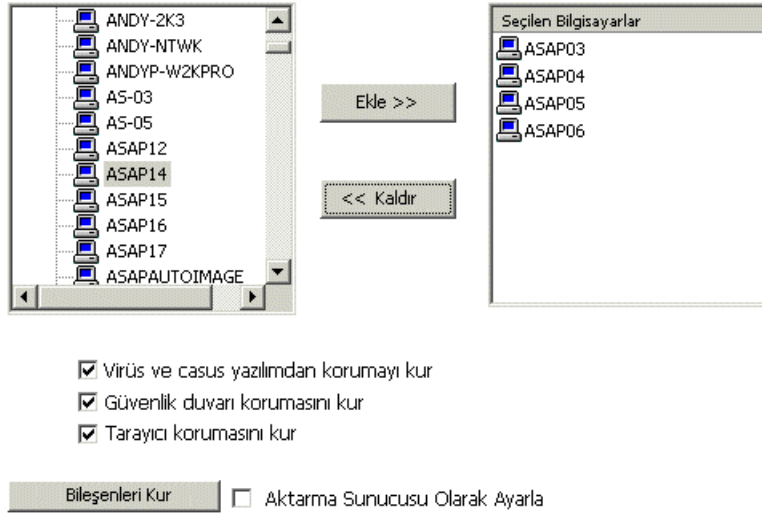 ANDY-2K3
ANDY-NTWK
ANDYP-W2KPRO
AS-03
AS-05
ASAP12
ASAP14
ASAP15
ASAP16
ASAP17
ASAPAUTOIMAGE
Ekle >>
<< Kaldır
Seçilen Bilgisayarlar
ASAP03
ASAP04
ASAP05
ASAP06
Virüs ve casus yazılımdan korumayı kur
Güvenlik duvarı korumasını kur
Tarayıcı korumasını kur
Bileşenleri Kur
Aktarma Sunucusu Olarak Ayarla